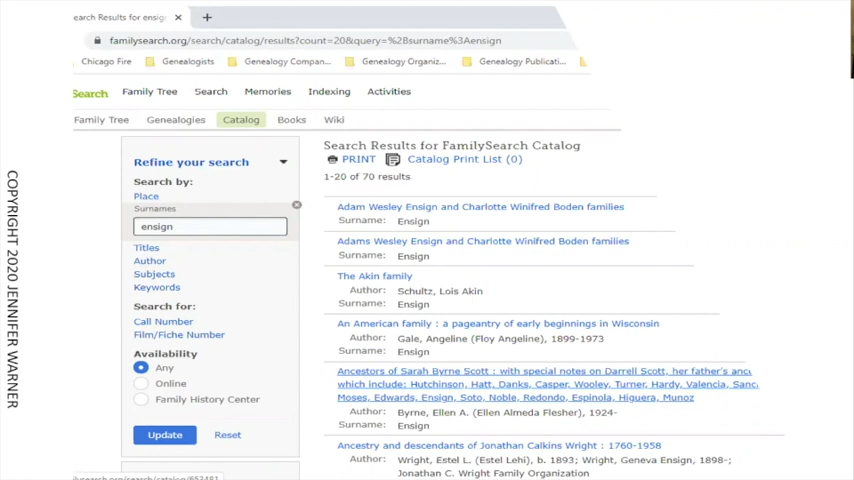 earch Results for ensig
familysearch.org/search/catalog/results?count=20&query=%2Bsurname%3Aensign
Chicago Fire
Genealogists
Genealogy Compan...
Genealogy Organiz...
Genealogy Publicati...
Search
Family Tree
Search
Memories
Indexing
Activities
Family Tree
Genealogies
Catalog
Books
Wiki
Refine your search
Search by:
Place
Surnames
ensign
Titles
Author
Subjects
Keywords
Search for:
Call Number
Film/Fiche Number
Availability
Any
Online
Family History Center
Update
Reset
Search Results for FamilySearch Catalog
PRINT
Catalog Print List (0)
1-20 of 70 results
Adam Wesley Ensign and Charlotte Winifred Boden families
Surname: Ensign
Adams Wesley Ensign and Charlotte Winifred Boden families
Surname: Ensign
The Akin family
Author: Schultz, Lois Akin
Surname: Ensign
An American family : a pageantry of early beginnings in Wisconsin
Author: Gale, Angeline (Floy Angeline), 1899-1973
Surname: Ensign
Ancestors of Sarah Byrne Scott : with special notes on Darrell Scott, her father's anc
which include: Hutchinson, Hatt, Danks, Casper, Wooley, Turner, Hardy, Valencia, Sanc
Moses, Edwards, Ensign, Soto, Noble, Redondo, Espinola, Higuera, Munoz
Author: Byrne, Ellen A. (Ellen Almeda Flesher), 1924-
Surname: Ensign
Ancestry and descendants of Jonathan Calkins Wright : 1760-1958
Author: Wright, Estel L. (Estel Lehi), b. 1893; Wright, Geneva Ensign, 1898-;
Jonathan C. Wright Family Organization
COPYRIGHT 2020 JENNIFER WARNER